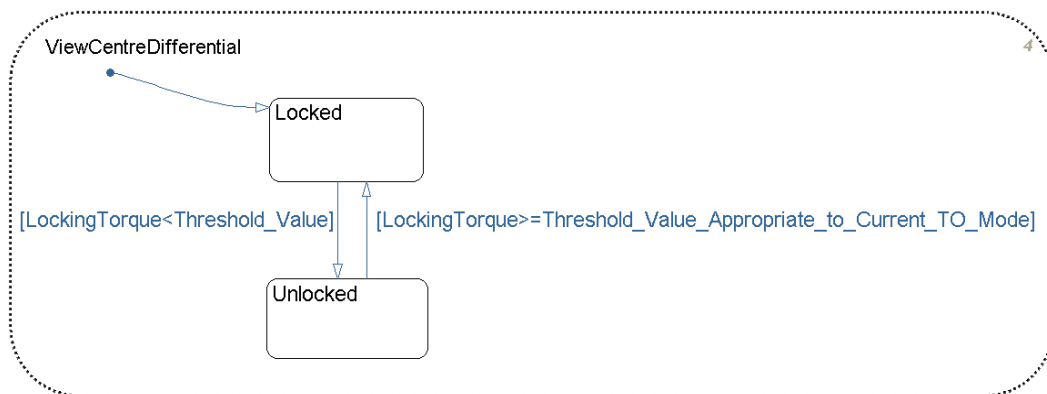 ViewCentreDifferential
4
Locked
[LockingTorque<Threshold_Value]
[LockingTorque>=Threshold_Value_Appropriate_to_Current_TO_Mode]
Unlocked